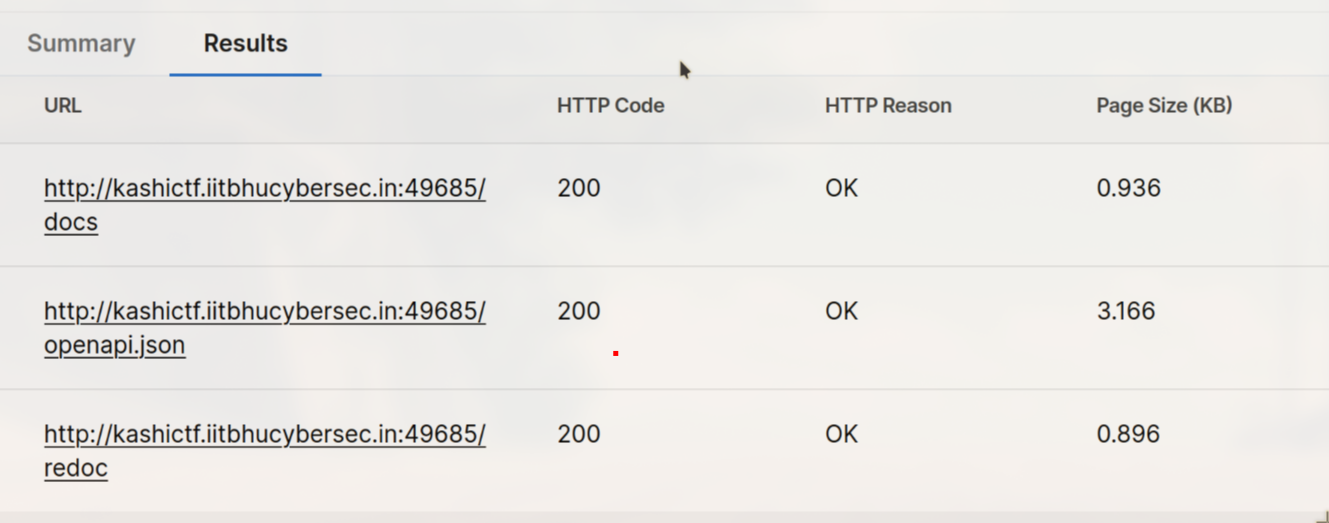 Summary Results
URL HTTP Code HTTP Reason Page Size (KB)
http://kashictf.iitbhucybersec.in:49685/ 200 OK 0.936
docs
http://kashictf.iitbhucybersec.in:49685/ 200 OK 3.166
openapi.json
http://kashictf.iitbhucybersec.in:49685/ 200 OK 0.896
redoc